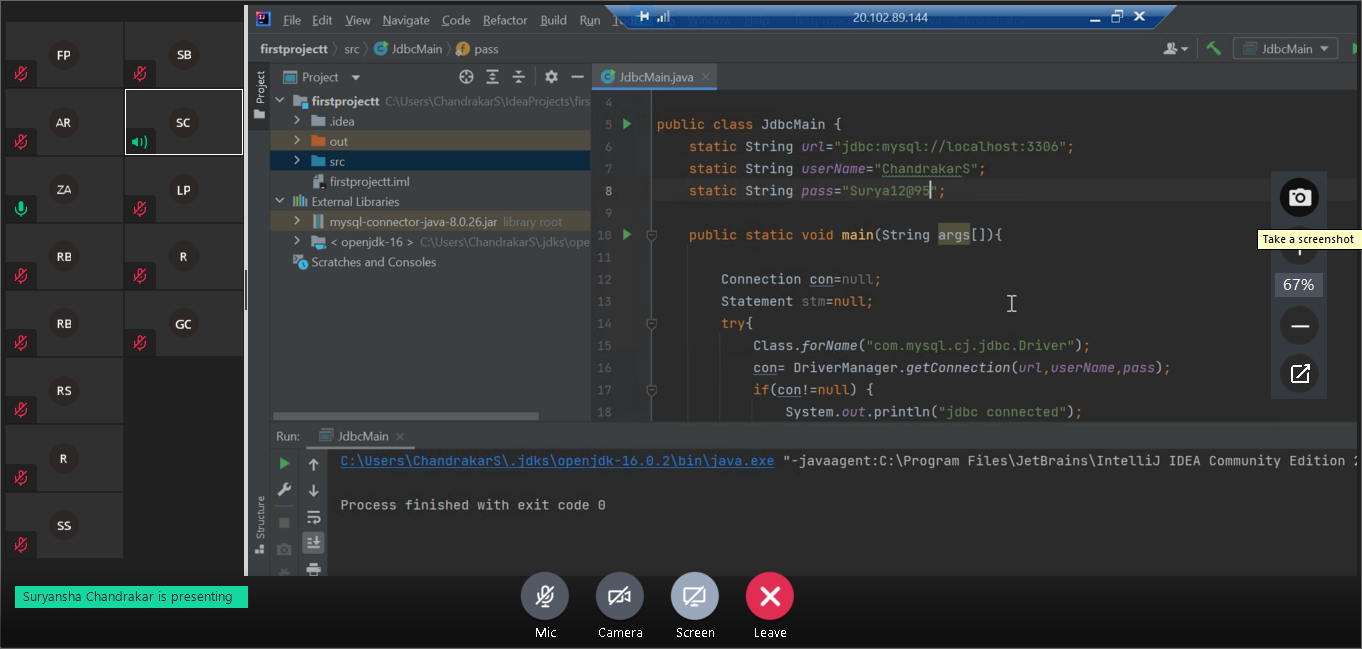 FP
SB
AR
SC
ZA
LP
RB
R
RB
GC
RS
R
SS
Suryansha Chandrakar is presenting
File Edit View Navigate Code Refactor Build Run
20.102.89.144
firstprojectt src JdbcMain pass
JdbcMain
Project
Project
JdbcMain.java
firstprojectt C:\Users\ChandrakarS\IdeaProjects\firs
.idea
out
src
firstprojectt.iml
External Libraries
mysql-connector-java-8.0.26.jar library root
< openjdk-16 > C:\Users\ChandrakarS\.jdks\ope
Scratches and Consoles
4
5 public class JdbcMain {
6 static String url="jdbc:mysql://localhost:3306";
7 static String userName="ChandrakarS";
8 static String pass="Surya12@95";
9
10 public static void main(String args[]){
11
12 Connection con=null;
13 Statement stm=null;
14 try{
15 Class.forName("com.mysql.cj.jdbc.Driver");
16 con= DriverManager.getConnection(url,userName,pass);
17 if(con!=null) {
18 System.out.println("jdbc connected");
Take a screenshot
67%
Run: JdbcMain
C:\Users\ChandrakarS\.jdks\openjdk-16.0.2\bin\java.exe "-javaagent:C:\Program Files\JetBrains\IntelliJ IDEA Community Edition 2
Process finished with exit code 0
Structure
Mic
Camera
Screen
Leave